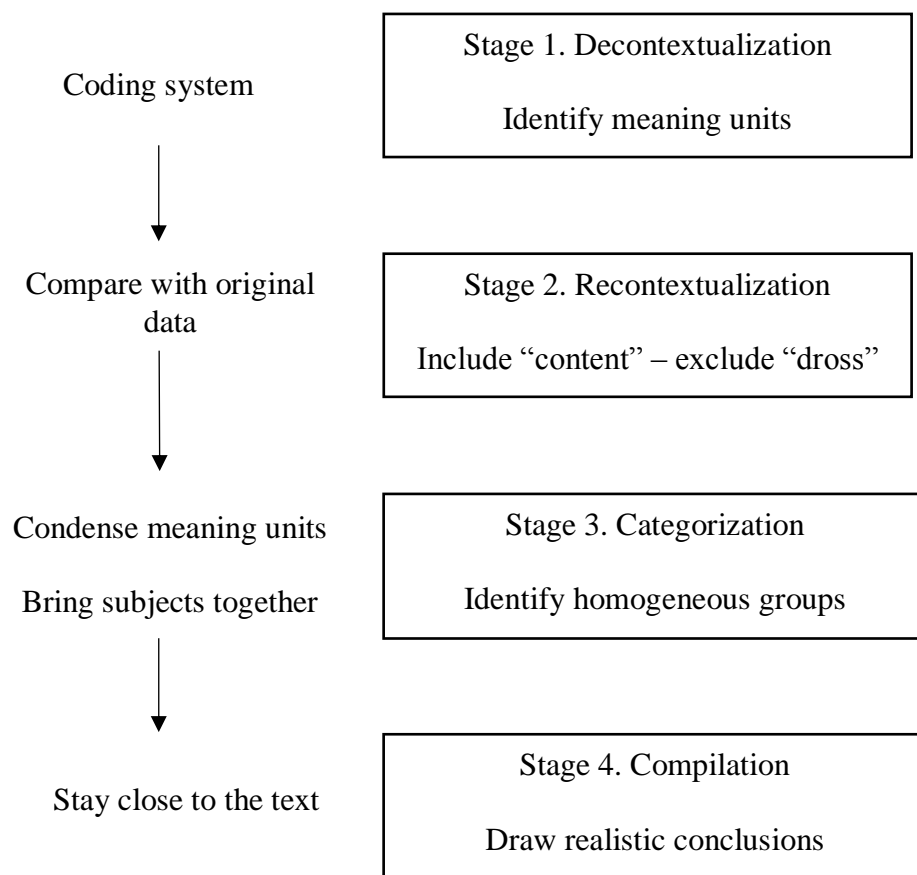 Coding system
Stage 1. Decontextualization
Identify meaning units
Compare with original
data
Stage 2. Recontextualization
Include “content” – exclude “dross”
Condense meaning units
Bring subjects together
Stage 3. Categorization
Identify homogeneous groups
Stay close to the text
Stage 4. Compilation
Draw realistic conclusions